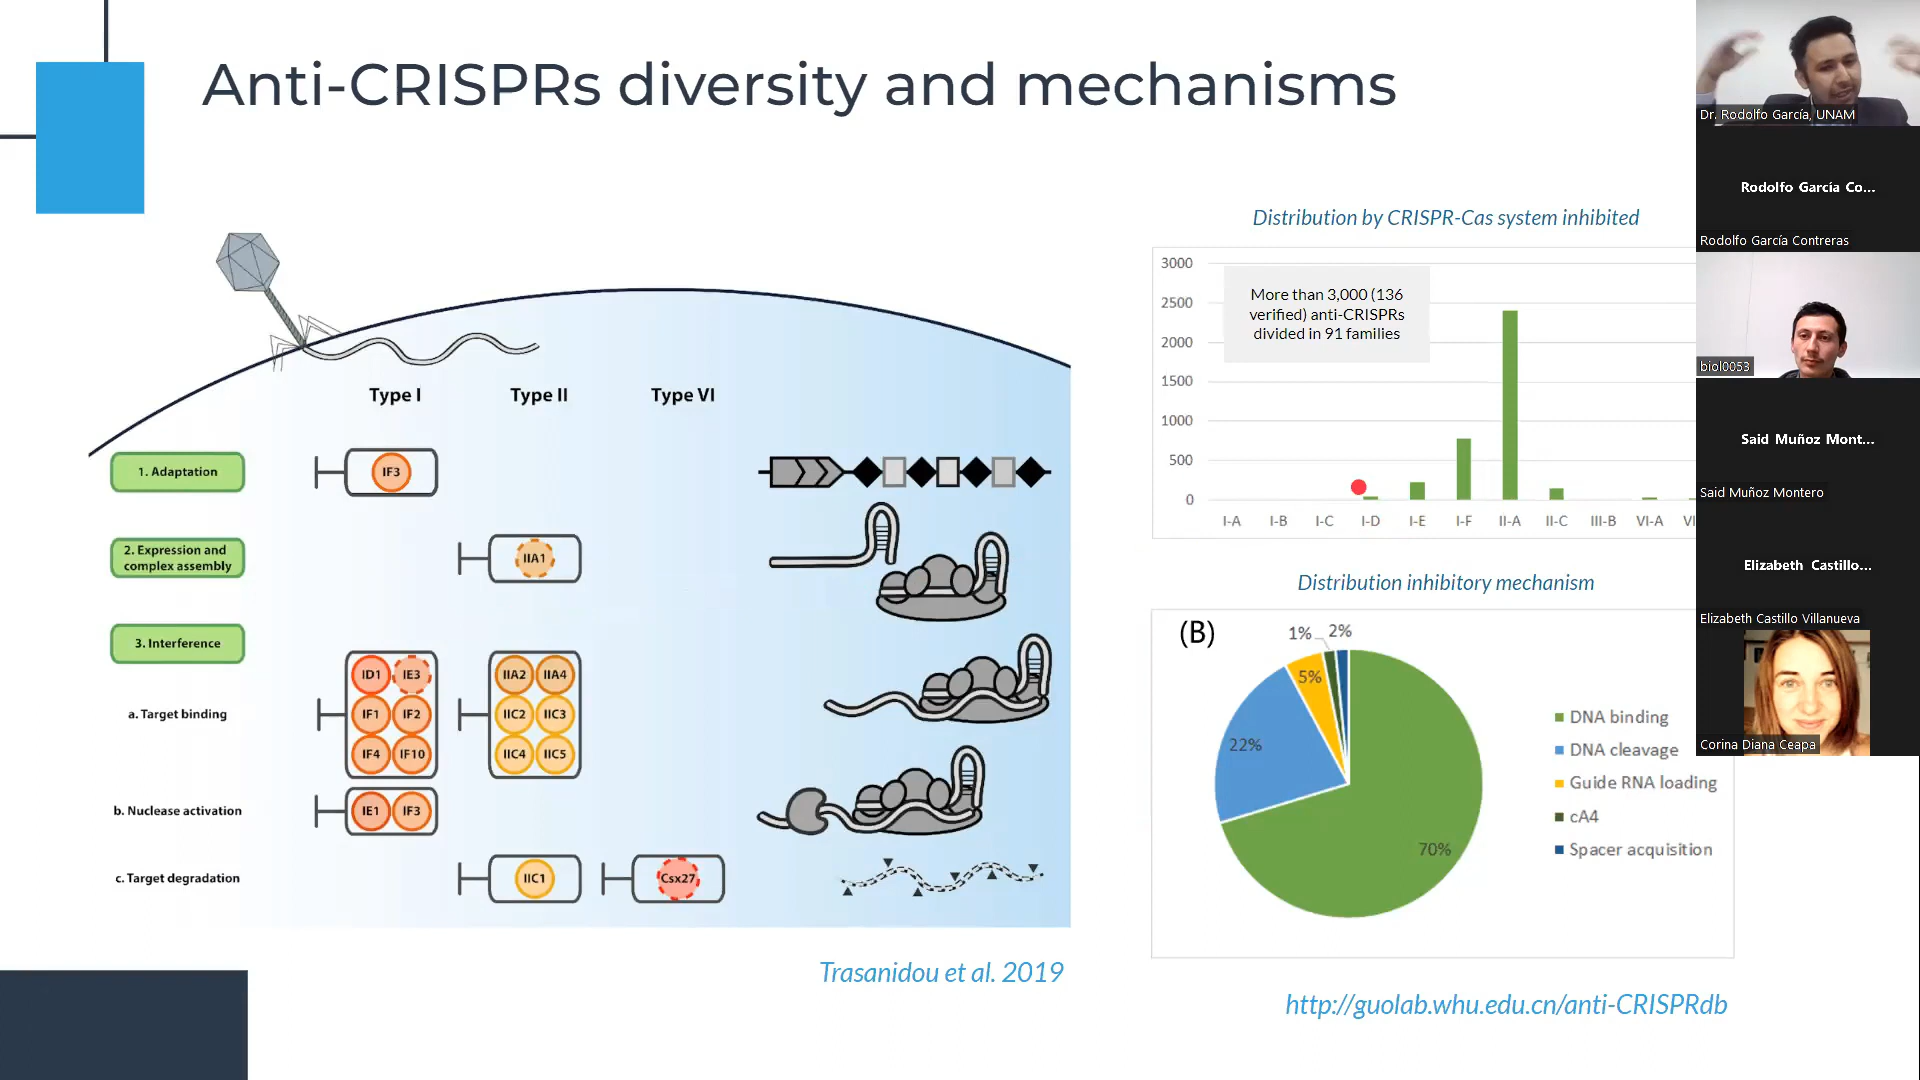 Anti-CRISPRs diversity and mechanisms
Type I
Type II
Type VI
1. Adaptation
IF3
2. Expression and
complex assembly
IIA1
3. Interference
a. Target binding
ID1 IE3
IF1 IF2
IF4 IF10
IIA2 IIA4
IIC2 IIC3
IIC4 IIC5
b. Nuclease activation
IE1 IF3
c. Target degradation
IIC1
Csx27
Trasanidou et al. 2019
Distribution by CRISPR-Cas system inhibited
3000
2500
2000
1500
1000
500
0
More than 3,000 (136
verified) anti-CRISPRs
divided in 91 families
I-A I-B I-C I-D I-E I-F II-A II-C III-B VI-A VI
Distribution inhibitory mechanism
(B)
1% 2%
5%
22%
70%
DNA binding
DNA cleavage
Guide RNA loading
cA4
Spacer acquisition
http://guolab.whu.edu.cn/anti-CRISPRdb
Dr. Rodolfo García, UNAM
Rodolfo García Co...
Rodolfo García Contreras
biol0053
Said Muñoz Mont...
Said Muñoz Montero
Elizabeth Castillo...
Elizabeth Castillo Villanueva
Corina Diana Ceapa